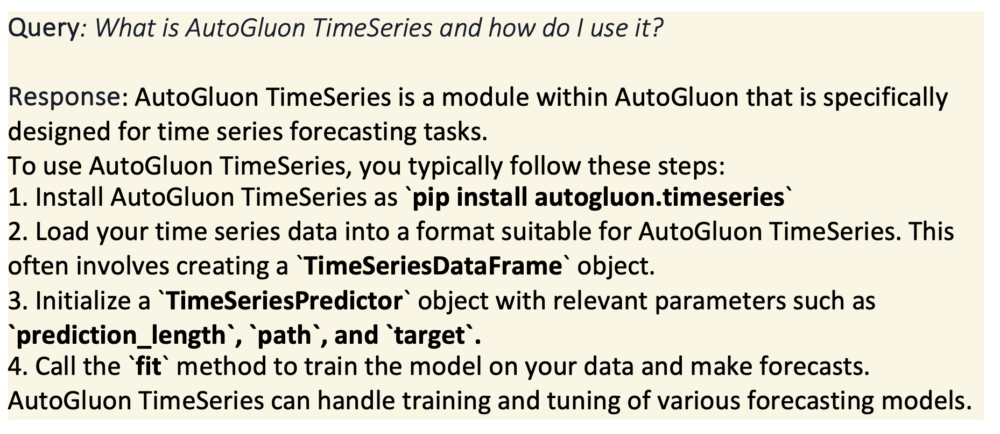 Query: What is AutoGluon TimeSeries and how do I use it?
Response: AutoGluon TimeSeries is a module within AutoGluon that is specifically
designed for time series forecasting tasks.
To use AutoGluon TimeSeries, you typically follow these steps:
1. Install AutoGluon TimeSeries as `pip install autogluon.timeseries`
2. Load your time series data into a format suitable for AutoGluon TimeSeries. This
often involves creating a `TimeSeriesDataFrame` object.
3. Initialize a `TimeSeriesPredictor` object with relevant parameters such as
`prediction_length`, `path`, and `target`.
4. Call the `fit` method to train the model on your data and make forecasts.
AutoGluon TimeSeries can handle training and tuning of various forecasting models.